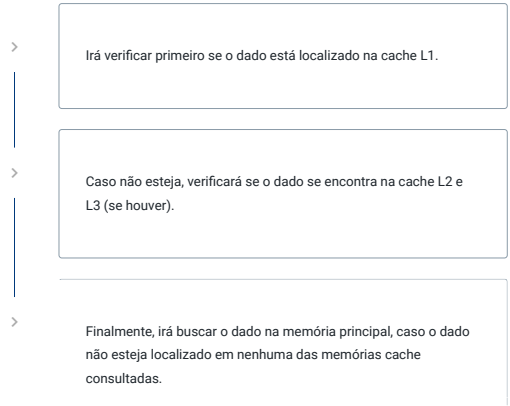 Irá verificar primeiro se o dado está localizado na cache L1.
Caso não esteja, verificará se o dado se encontra na cache L2 e
L3 (se houver).
Finalmente, irá buscar o dado na memória principal, caso o dado
não esteja localizado em nenhuma das memórias cache
consultadas.